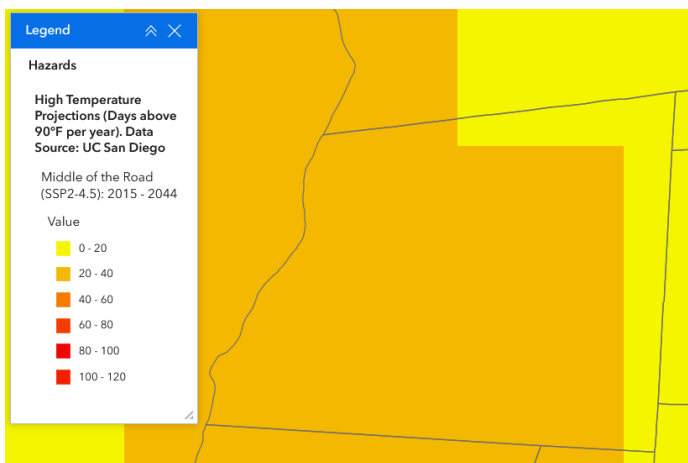 Legend
Hazards
High Temperature
Projections (Days above
90°F per year). Data
Source: UC San Diego
Middle of the Road
(SSP2-4.5): 2015 - 2044
Value
0 - 20
20 - 40
40 - 60
60 - 80
80 - 100
100 - 120